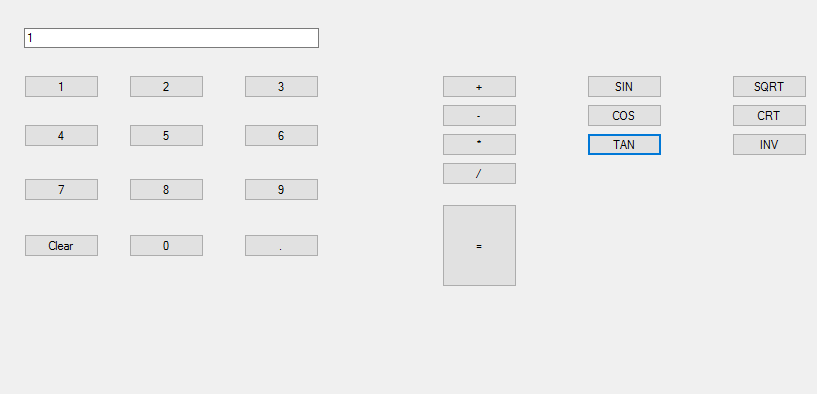 1
1 2 3 + SIN SQRT
- COS CRT
4 5 6 * TAN INV
/
7 8 9
Clear 0 . =